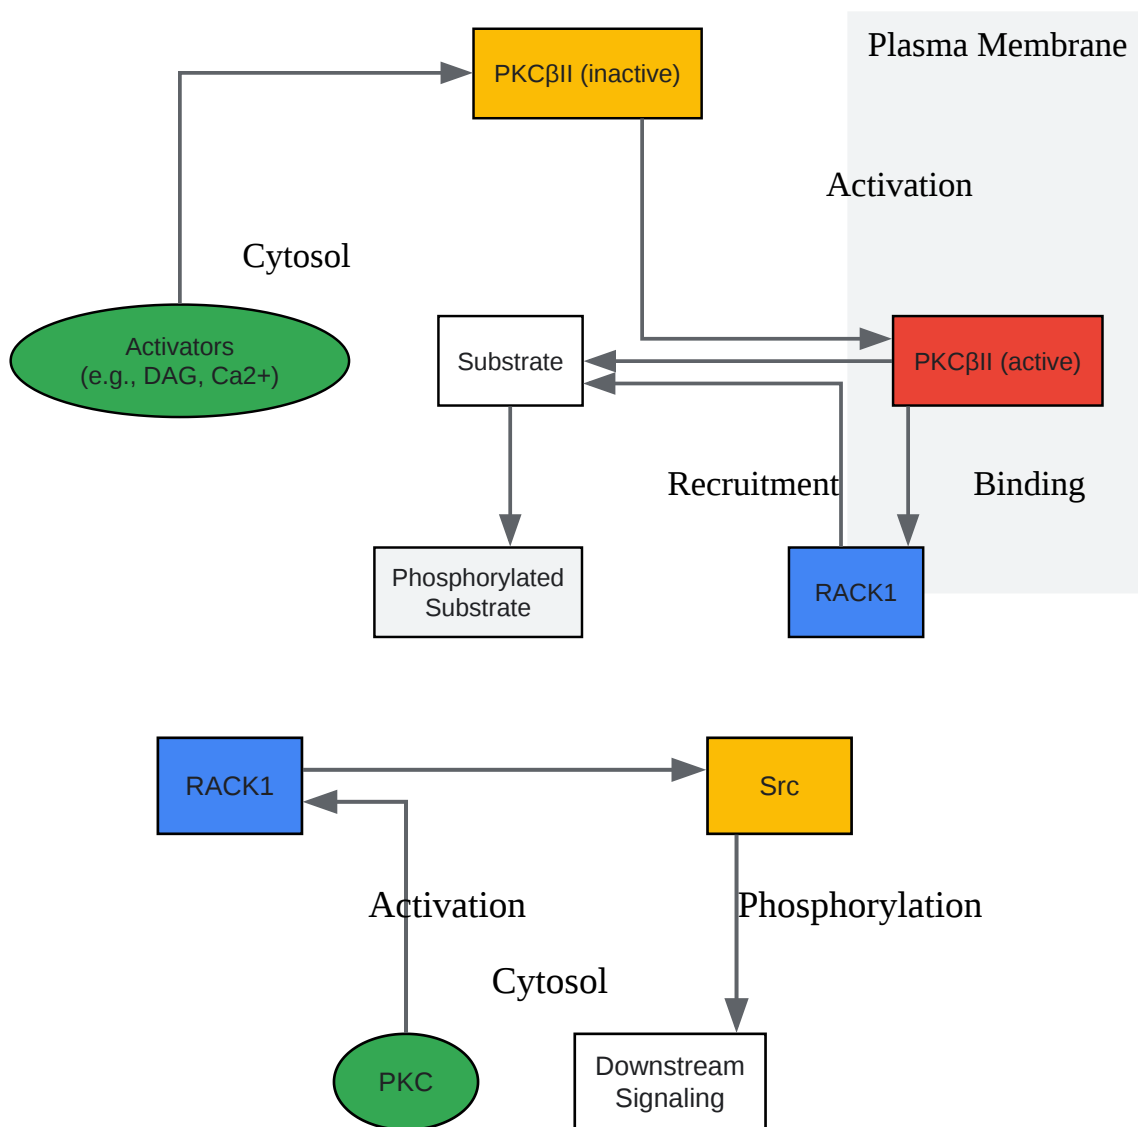 Plasma Membrane
PKCβII (inactive)
Activation
Cytosol
Activators
(e.g., DAG, Ca2+)
Substrate
PKCβII (active)
Recruitment
Binding
Phosphorylated
Substrate
RACK1
RACK1
Src
Activation
Phosphorylation
Cytosol
PKC
Downstream
Signaling